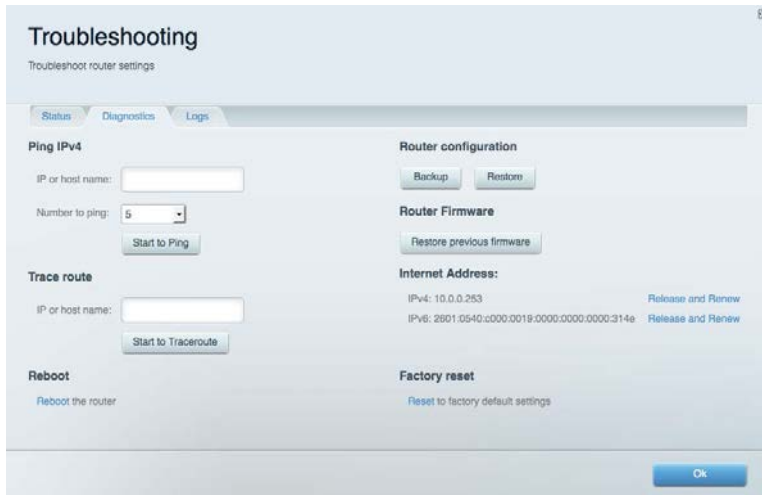 Troubleshooting
Troubleshoot router settings
Status Diagnostics Logs
Ping IPv4
IP or host name:
Number to ping: 5
Start to Ping
Trace route
IP or host name:
Start to Traceroute
Reboot
Reboot the router
Router configuration
Backup Restore
Router Firmware
Restore previous firmware
Internet Address:
IPv4: 10.0.0.253 Release and Renew
IPv6: 2601:0540:c000:0019:0000:0000:0000:314e Release and Renew
Factory reset
Reset to factory default settings
Ok